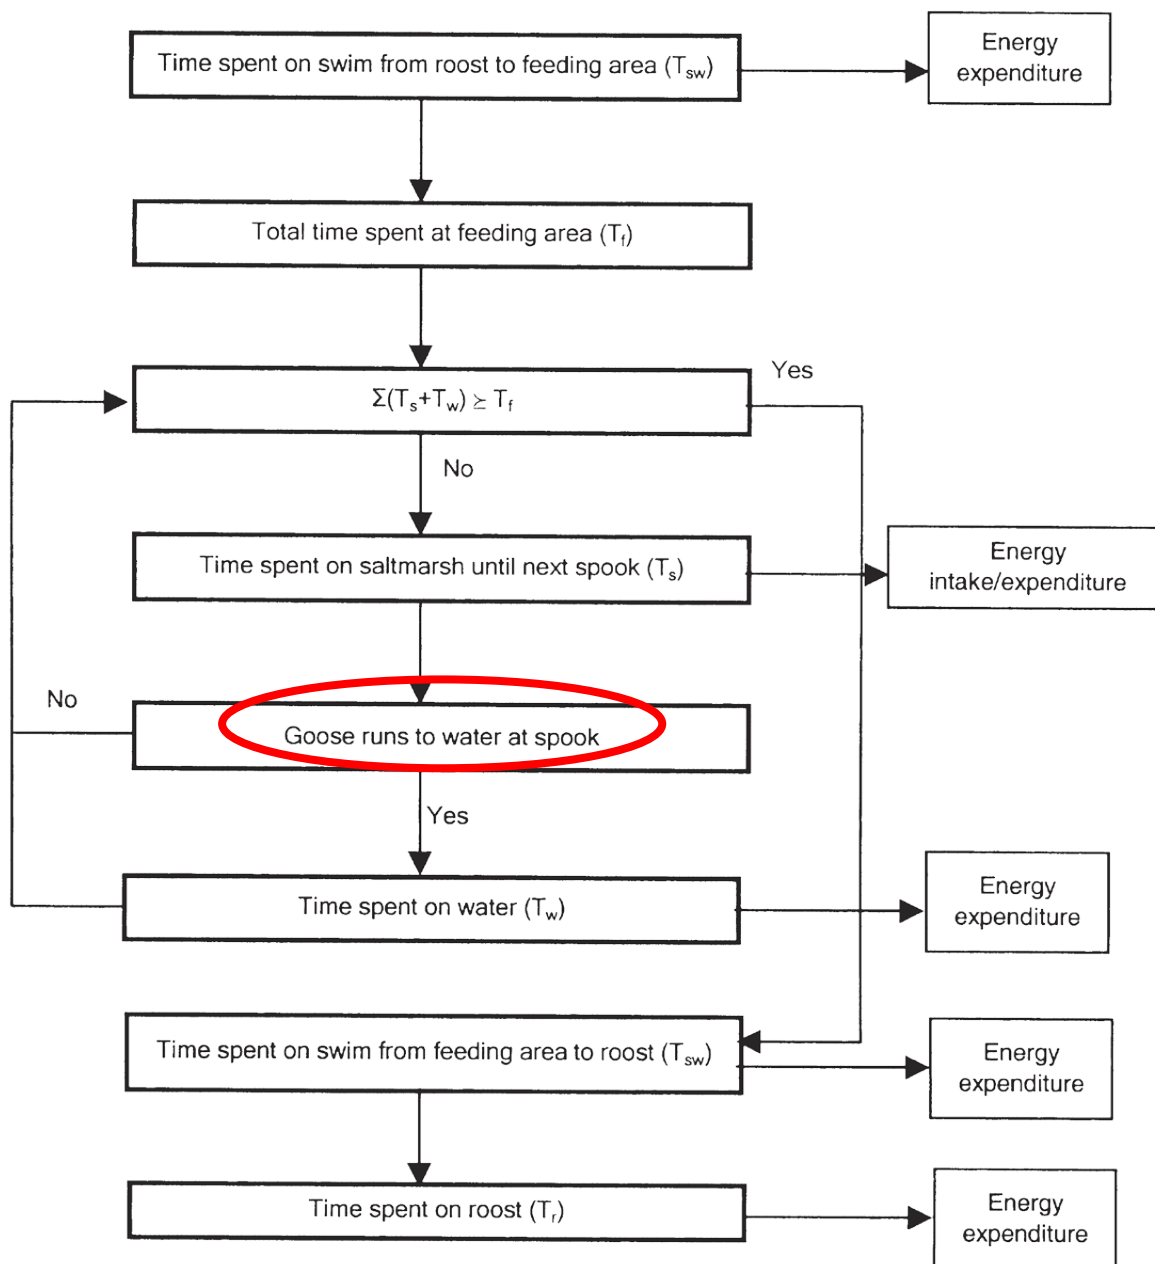 Time spent on swim from roost to feeding area (Tsw)
Energy
expenditure
Total time spent at feeding area (Tf)
Yes
Σ(Ts+Tw) ≥ Tf
No
Time spent on saltmarsh until next spook (Ts)
Energy
intake/expenditure
No
Goose runs to water at spook
Yes
Time spent on water (Tw)
Energy
expenditure
Time spent on swim from feeding area to roost (Tsw)
Energy
expenditure
Time spent on roost (Tr)
Energy
expenditure